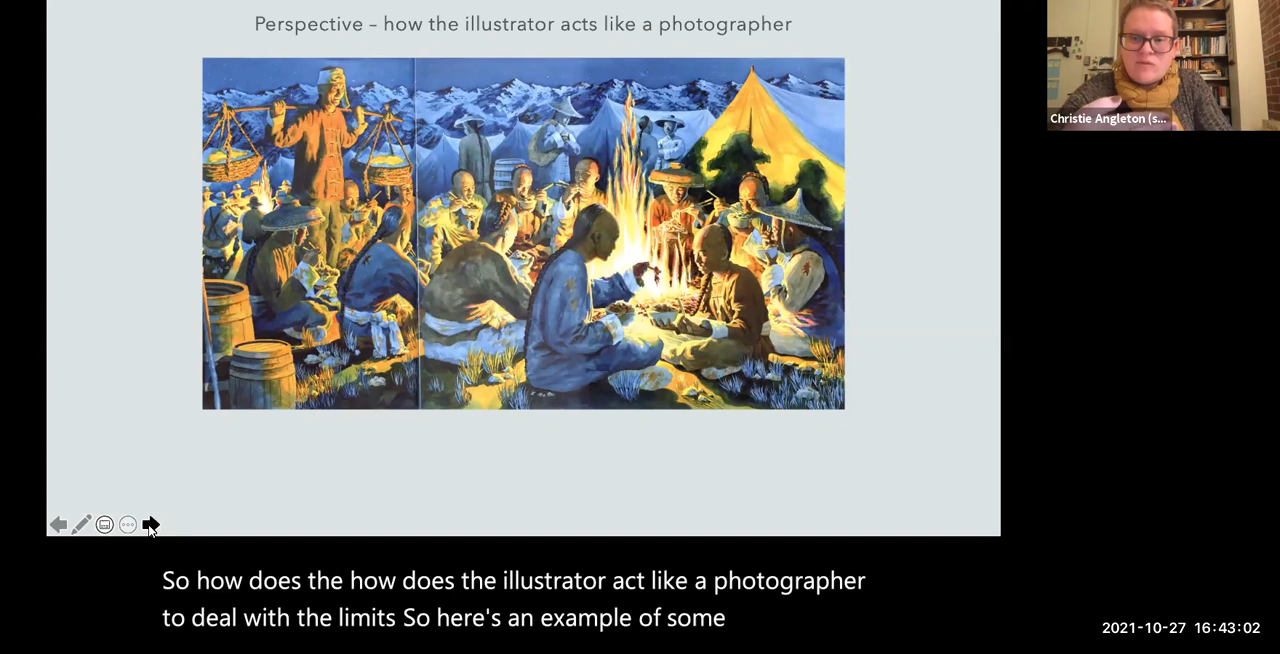 Perspective – how the illustrator acts like a photographer
Christie Angleton (s...
So how does the how does the illustrator act like a photographer
to deal with the limits So here's an example of some
2021-10-27 16:43:02